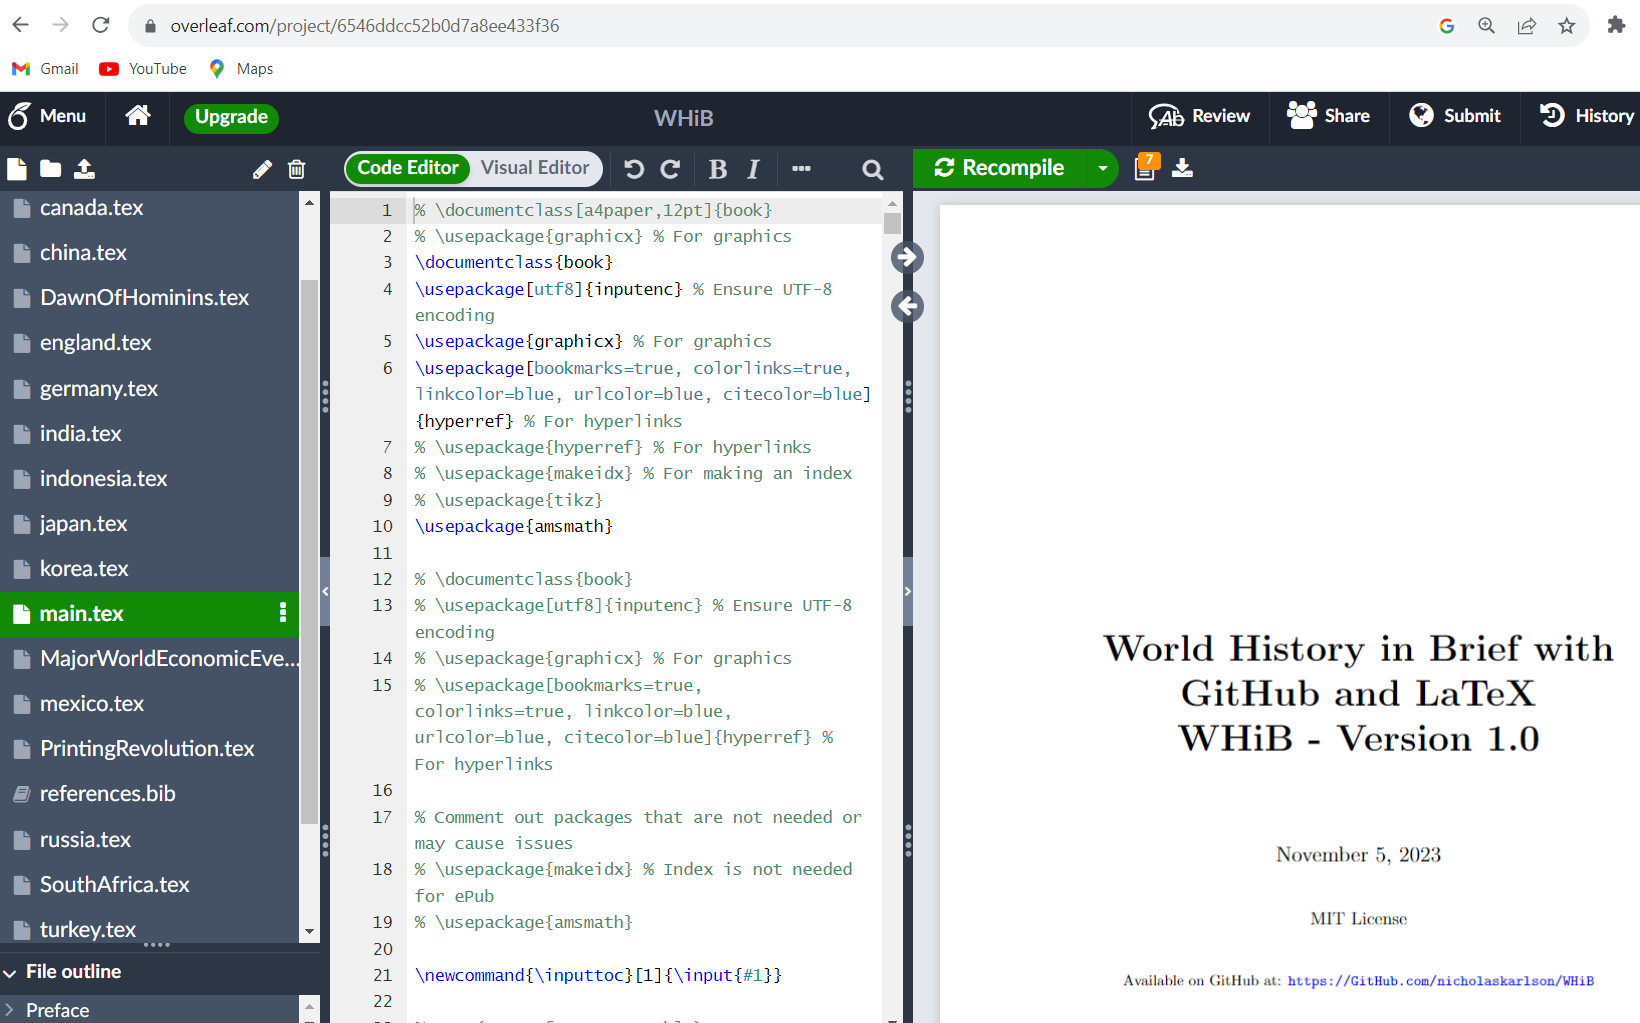 overleaf.com/project/6546ddcc52b0d7a8ee433f36
Gmail YouTube Maps
Menu Upgrade WHiB Review Share Submit History
Code Editor Visual Editor B I Recompile 7
canada.tex
china.tex
DawnOfHominins.tex
england.tex
germany.tex
india.tex
indonesia.tex
japan.tex
korea.tex
main.tex
MajorWorldEconomicEve...
mexico.tex
PrintingRevolution.tex
references.bib
russia.tex
SouthAfrica.tex
turkey.tex
File outline
Preface
1 % \documentclass[a4paper,12pt]{book}
2 % \usepackage{graphicx} % For graphics
3 \documentclass{book}
4 \usepackage[utf8]{inputenc} % Ensure UTF-8
encoding
5 \usepackage{graphicx} % For graphics
6 \usepackage[bookmarks=true, colorlinks=true,
linkcolor=blue, urlcolor=blue, citecolor=blue]
{hyperref} % For hyperlinks
7 % \usepackage{hyperref} % For hyperlinks
8 % \usepackage{makeidx} % For making an index
9 % \usepackage{tikz}
10 \usepackage{amsmath}
11
12 % \documentclass{book}
13 % \usepackage[utf8]{inputenc} % Ensure UTF-8
encoding
14 % \usepackage{graphicx} % For graphics
15 % \usepackage[bookmarks=true,
colorlinks=true, linkcolor=blue,
urlcolor=blue, citecolor=blue]{hyperref} %
For hyperlinks
16
17 % Comment out packages that are not needed or
may cause issues
18 % \usepackage{makeidx} % Index is not needed
for ePub
19 % \usepackage{amsmath}
20
21 \newcommand{\inputtoc}[1]{\input{#1}}
22
World History in Brief with
GitHub and LaTeX
WHiB - Version 1.0
November 5, 2023
MIT License
Available on GitHub at: https://GitHub.com/nicholaskarlson/WHiB